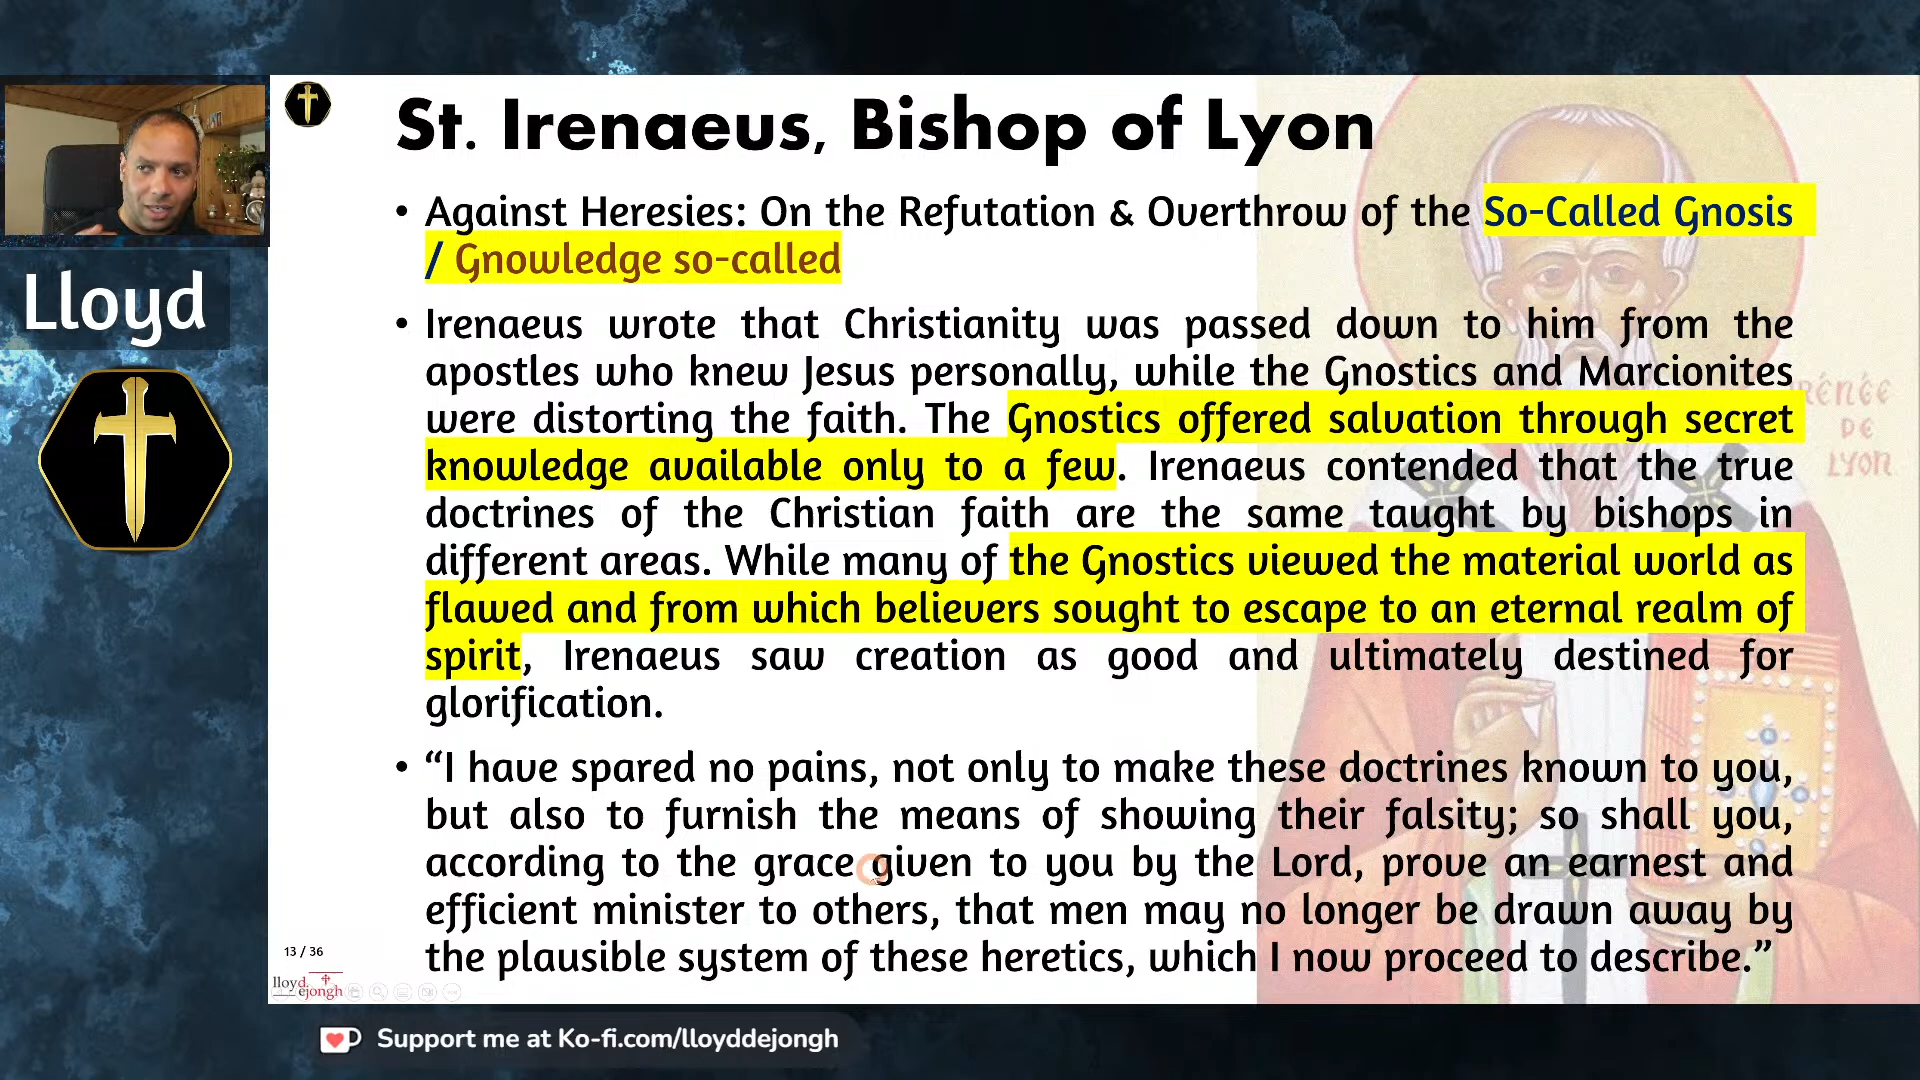 St. Irenaeus, Bishop of Lyon
• Against Heresies: On the Refutation & Overthrow of the So-Called Gnosis
/ Gnowledge so-called
• Irenaeus wrote that Christianity was passed down to him from the
apostles who knew Jesus personally, while the Gnostics and Marcionites
were distorting the faith. The Gnostics offered salvation through secret
knowledge available only to a few. Irenaeus contended that the true
doctrines of the Christian faith are the same taught by bishops in
different areas. While many of the Gnostics viewed the material world as
flawed and from which believers sought to escape to an eternal realm of
spirit, Irenaeus saw creation as good and ultimately destined for
glorification.
• “I have spared no pains, not only to make these doctrines known to you,
but also to furnish the means of showing their falsity; so shall you,
according to the grace given to you by the Lord, prove an earnest and
efficient minister to others, that men may no longer be drawn away by
the plausible system of these heretics, which I now proceed to describe.”
Lloyd
DE
LYON
13 / 36
lloyd
ejongh
Support me at Ko-fi.com/lloyddejongh